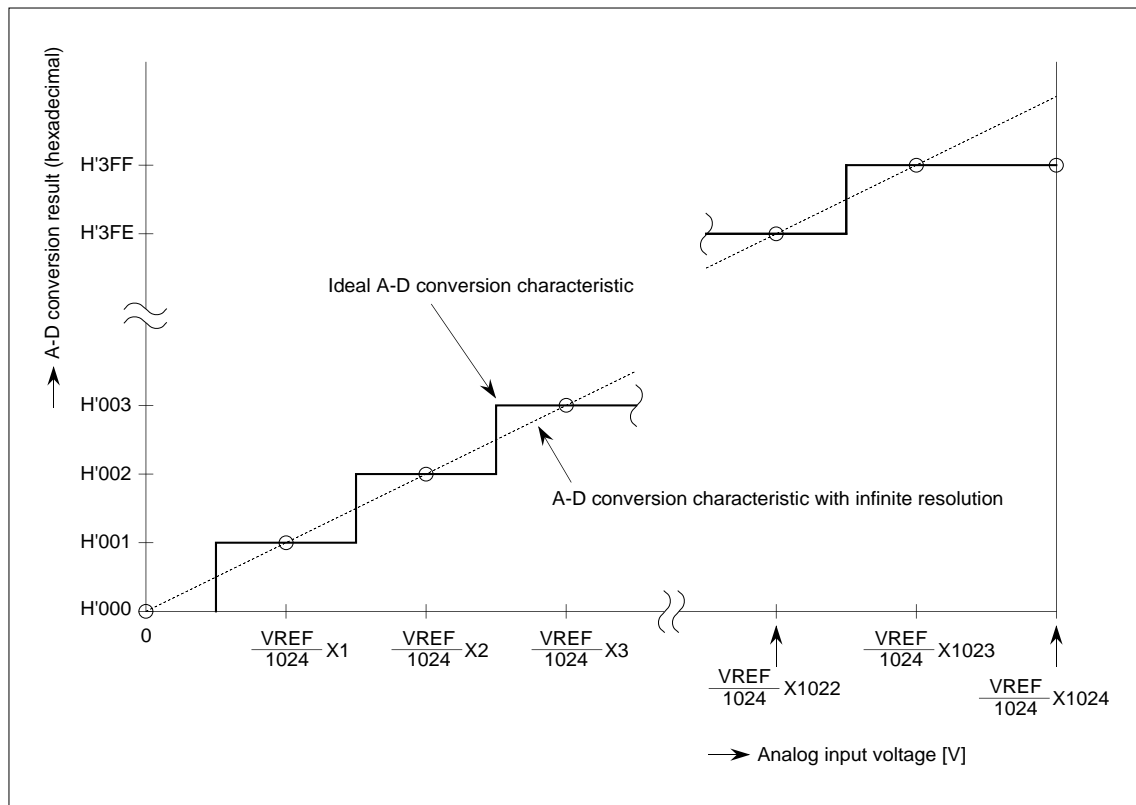 A-D conversion result (hexadecimal)
H'3FF
H'3FE
Ideal A-D conversion characteristic
H'003
H'002
A-D conversion characteristic with infinite resolution
H'001
H'000
0
VREF
1024 X1
VREF
1024 X2
VREF
1024 X3
VREF
1024 X1022
VREF
1024 X1023
VREF
1024 X1024
Analog input voltage [V]